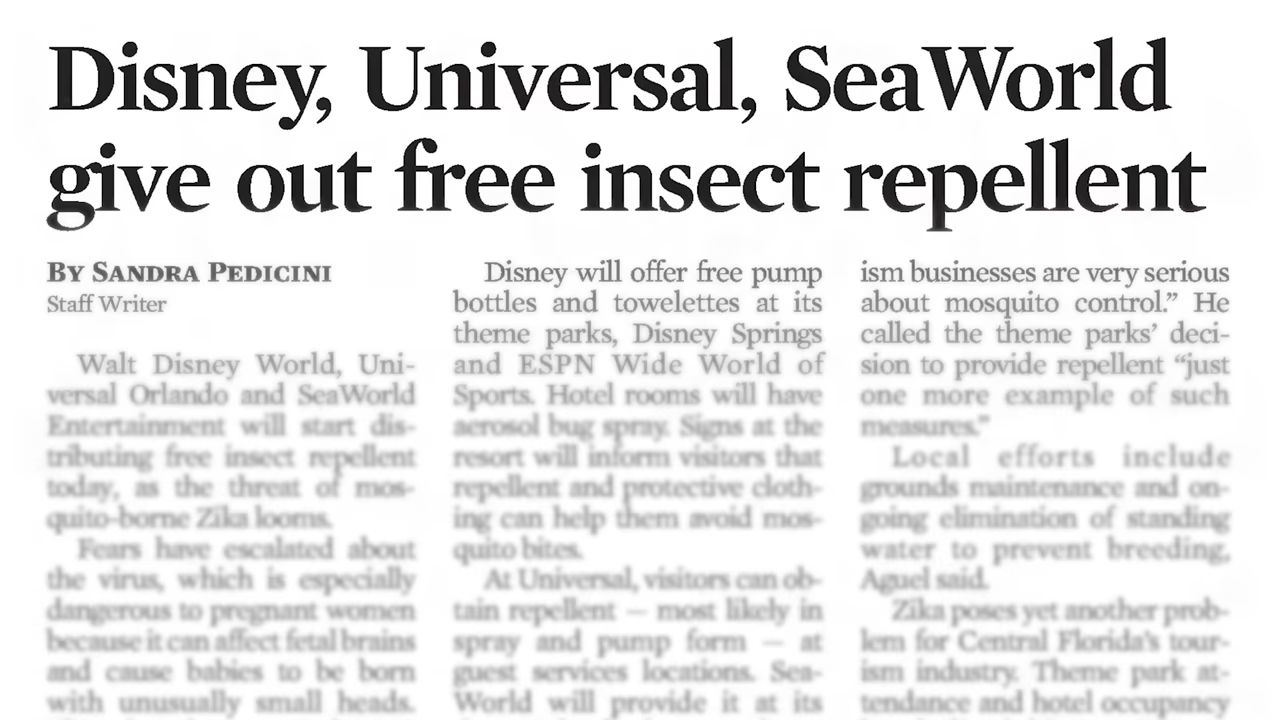 Disney, Universal, SeaWorld
give out free insect repellent
BY SANDRA PEDICINI
Staff Writer
Walt Disney World, Uni-
versal Orlando and SeaWorld
Entertainment will start dis-
tributing free insect repellent
today, as the threat of mos-
quito-borne Zika looms.
Fears have escalated about
the virus, which is especially
dangerous to pregnant women
because it can affect fetal brains
and cause babies to be born
with unusually small heads.
Disney will offer free pump
bottles and towelettes at its
theme parks, Disney Springs
and ESPN Wide World of
Sports. Hotel rooms will have
aerosol bug spray. Signs at the
resort will inform visitors that
repellent and protective cloth-
ing can help them avoid mos-
quito bites.
At Universal, visitors can ob-
tain repellent — most likely in
spray and pump form — at
guest services locations. Sea-
World will provide it at its
ism businesses are very serious
about mosquito control.” He
called the theme parks’ deci-
sion to provide repellent “just
one more example of such
measures.”
Local efforts include
grounds maintenance and on-
going elimination of standing
water to prevent breeding,
Aguel said.
Zika poses yet another prob-
lem for Central Florida’s tour-
ism industry. Theme park at-
tendance and hotel occupancy